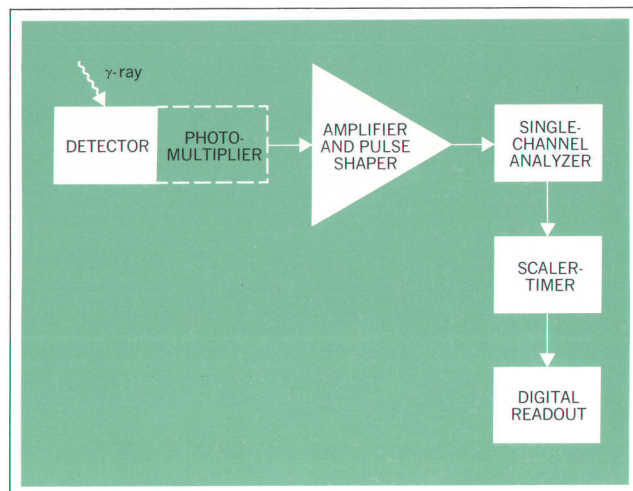 γ-ray
DETECTOR
PHOTO-
MULTIPLIER
AMPLIFIER
AND PULSE
SHAPER
SINGLE-
CHANNEL
ANALYZER
SCALER-
TIMER
DIGITAL
READOUT